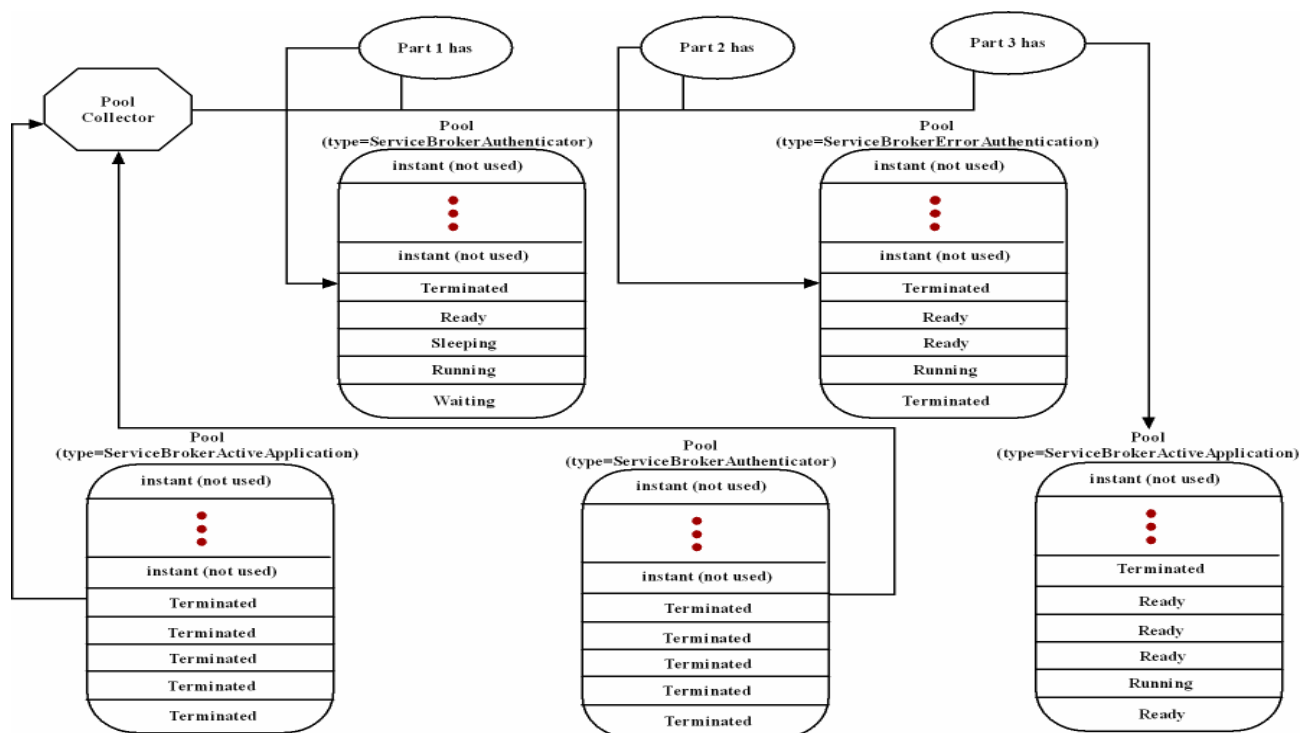 Part 1 has
Part 2 has
Part 3 has
Pool
Collector
Pool
(type=ServiceBrokerAuthenticator)
instant (not used)
instant (not used)
Terminated
Ready
Sleeping
Running
Waiting
Pool
(type=ServiceBrokerErrorAuthentication)
instant (not used)
instant (not used)
Terminated
Ready
Ready
Running
Terminated
Pool
(type=ServiceBrokerActiveApplication)
instant (not used)
instant (not used)
Terminated
Terminated
Terminated
Terminated
Terminated
Pool
(type=ServiceBrokerAuthenticator)
instant (not used)
instant (not used)
Terminated
Terminated
Terminated
Terminated
Terminated
Pool
(type=ServiceBrokerActiveApplication)
instant (not used)
Terminated
Ready
Ready
Ready
Running
Ready